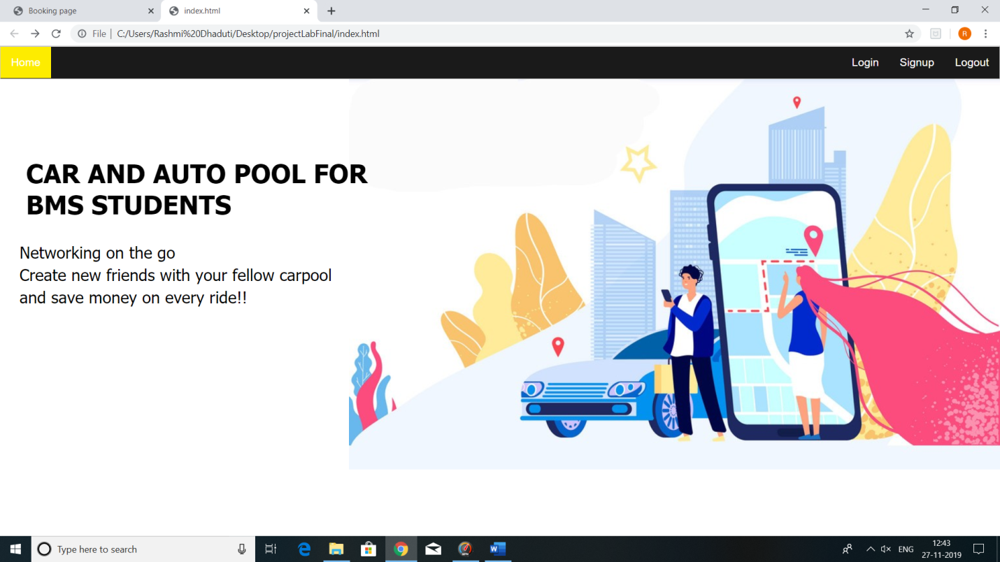 Booking page
index.html
File
C:/Users/Rashmi%20Dhaduti/Desktop/projectLabFinal/index.html
R
Home
Login
Signup
Logout
CAR AND AUTO POOL FOR
BMS STUDENTS
Networking on the go
Create new friends with your fellow carpool
and save money on every ride!!
Type here to search
ENG
12:43
27-11-2019